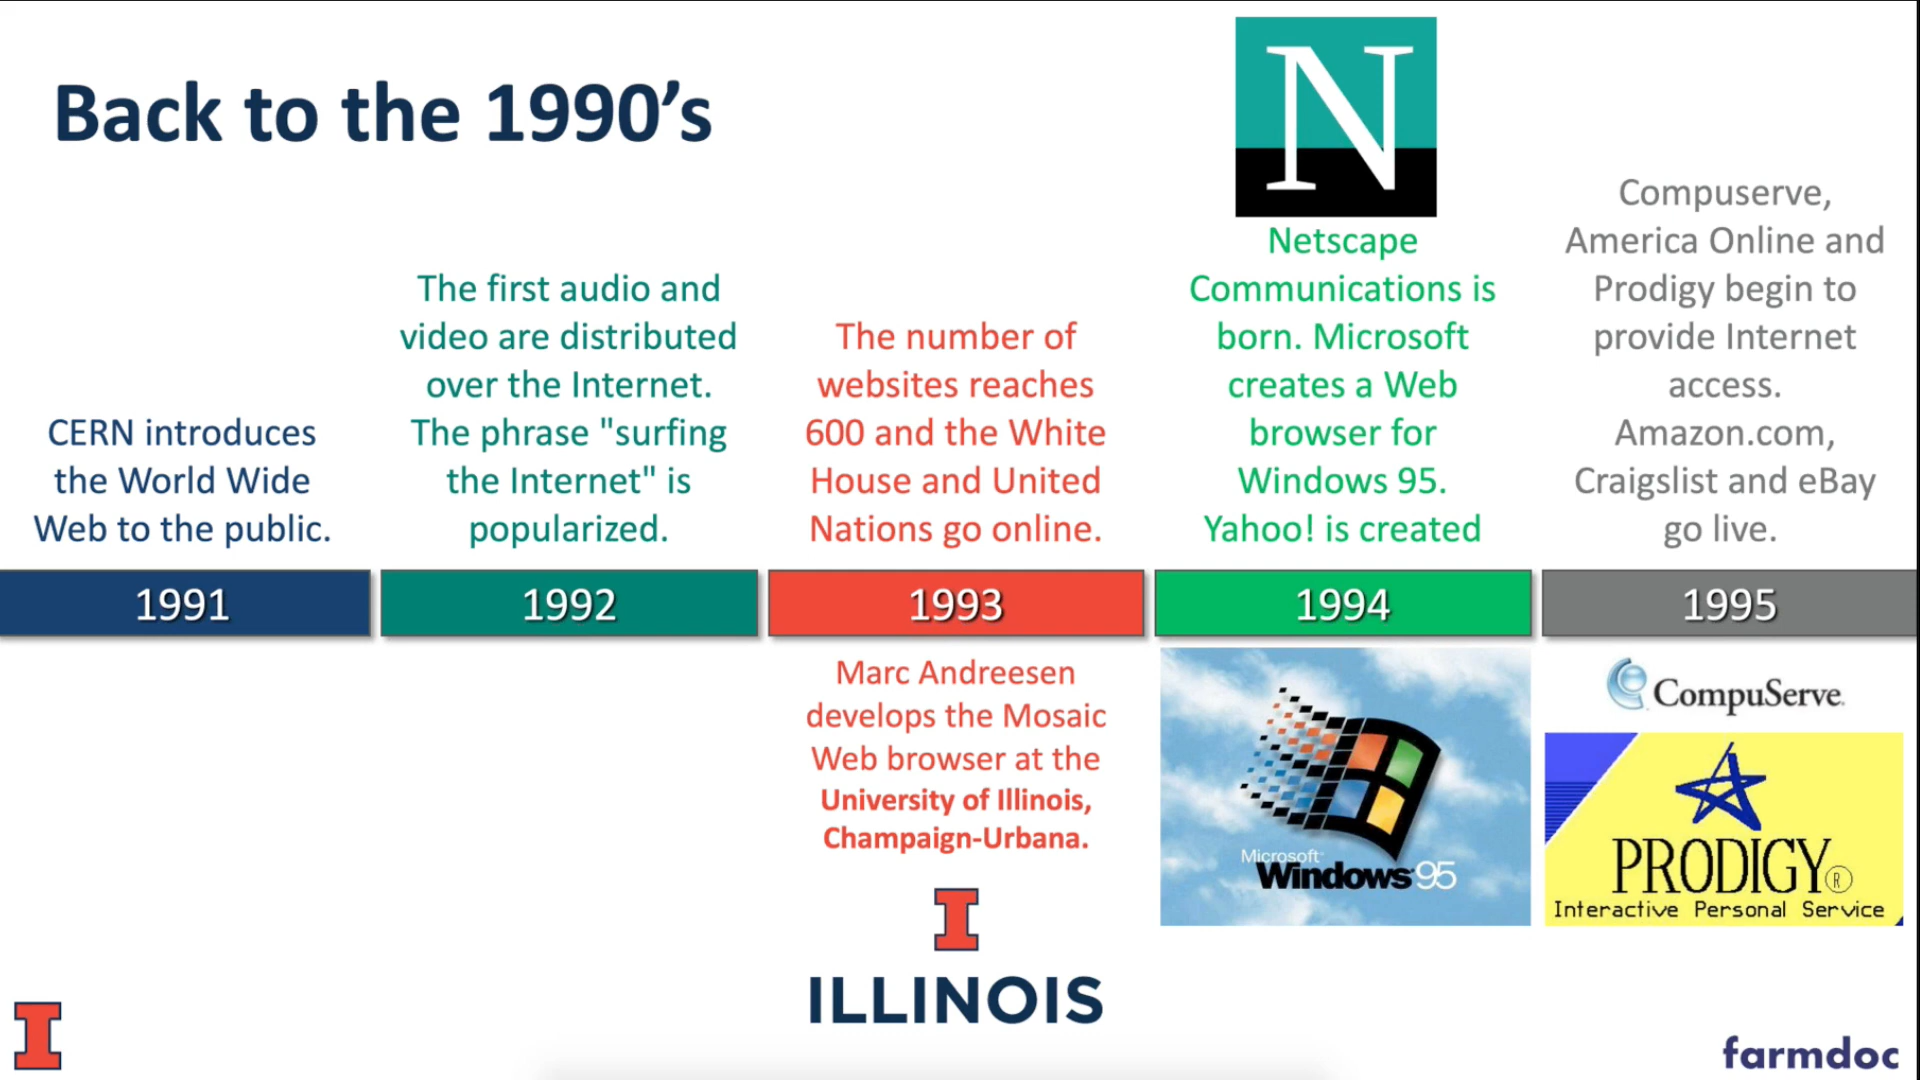 Back to the 1990's
CERN introduces
the World Wide
Web to the public.
1991
The first audio and
video are distributed
over the Internet.
The phrase "surfing
the Internet" is
popularized.
1992
The number of
websites reaches
600 and the White
House and United
Nations go online.
1993
Marc Andreesen
develops the Mosaic
Web browser at the
University of Illinois,
Champaign-Urbana.
I
ILLINOIS
N
Netscape
Communications is
born. Microsoft
creates a Web
browser for
Windows 95.
Yahoo! is created
1994
Microsoft
Windows 95
Compuserve,
America Online and
Prodigy begin to
provide Internet
access.
Amazon.com,
Craigslist and eBay
go live.
1995
CompuServe.
PRODIGY®
Interactive Personal Service
I
farmdoc